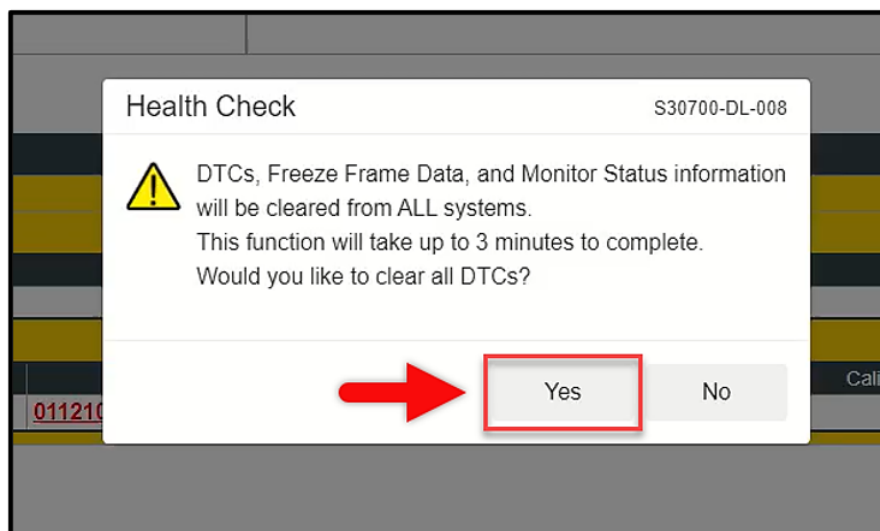 Health Check
S30700-DL-008
DTCs, Freeze Frame Data, and Monitor Status information
will be cleared from ALL systems.
This function will take up to 3 minutes to complete.
Would you like to clear all DTCs?
Yes
No
Cali
011210